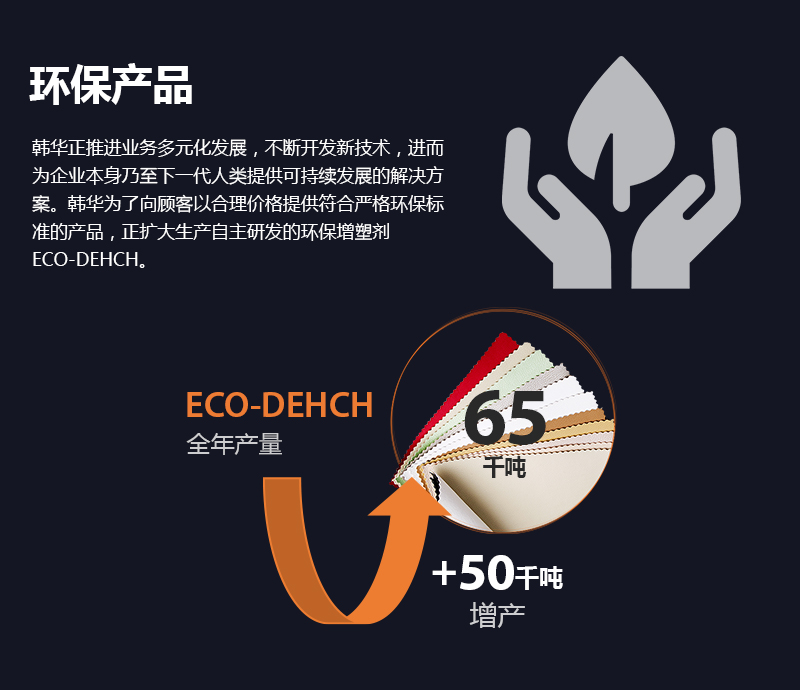 环保产品
韩华正推进业务多元化发展，不断开发新技术，进而
为企业本身乃至下一代人类提供可持续发展的解决方
案。韩华为了向顾客以合理价格提供符合严格环保标
准的产品，正扩大生产自主研发的环保增塑剂
ECO-DEHCH。
ECO-DEHCH
全年产量
65
千吨
+50千吨
增产